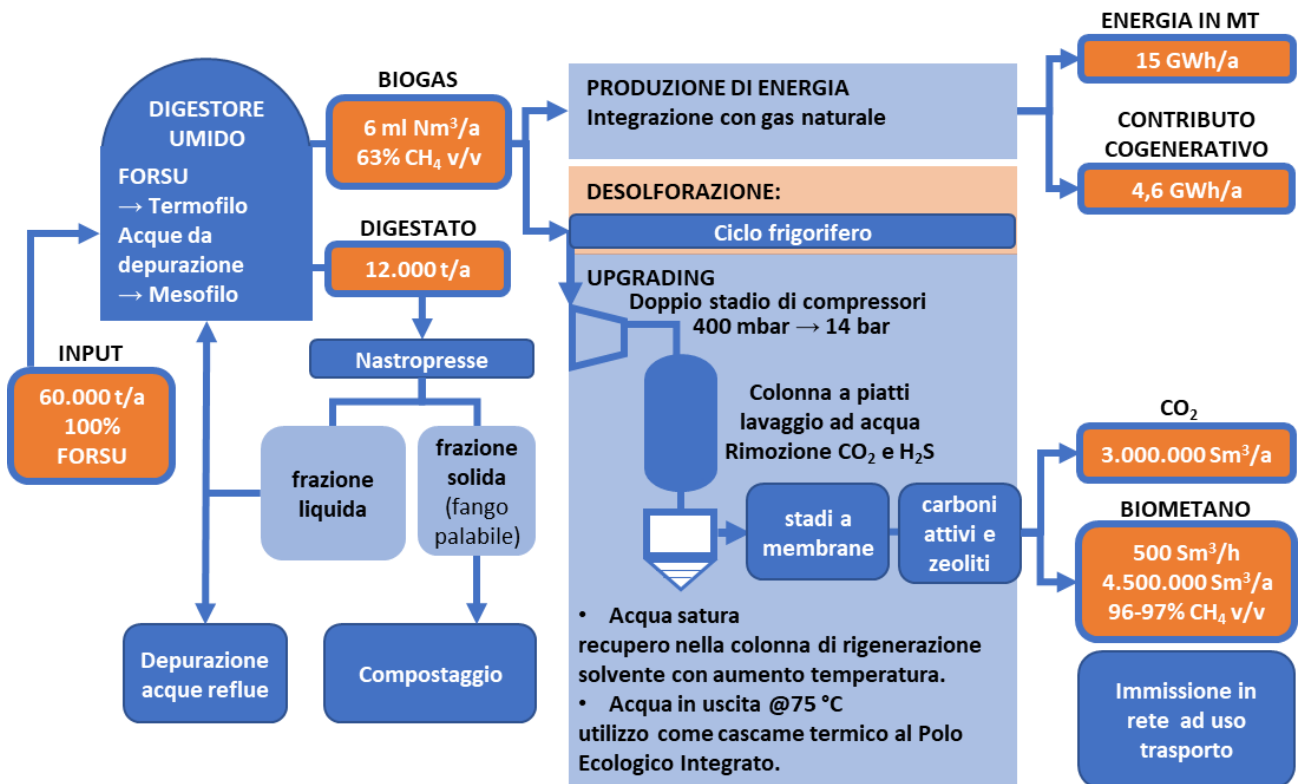 DIGESTORE
UMIDO
FORSU
→ Termofilo
Acque da
depurazione
→ Mesofilo
INPUT
60.000 t/a
100%
FORSU
BIOGAS
6 ml Nm³/a
63% CH₄ v/v
DIGESTATO
12.000 t/a
Nastropresse
frazione
liquida
frazione
solida
(fango
palabile)
Depurazione
acque reflue
Compostaggio
PRODUZIONE DI ENERGIA
Integrazione con gas naturale
DESOLFORAZIONE:
Ciclo frigorifero
UPGRADING
Doppio stadio di compressori
400 mbar → 14 bar
Colonna a piatti
lavaggio ad acqua
Rimozione CO₂ e H₂S
stadi a
membrane
carboni
attivi e
zeoliti
• Acqua satura
recupero nella colonna di rigenerazione
solvente con aumento temperatura.
• Acqua in uscita @75 °C
utilizzo come cascame termico al Polo
Ecologico Integrato.
ENERGIA IN MT
15 GWh/a
CONTRIBUTO
COGENERATIVO
4,6 GWh/a
CO₂
3.000.000 Sm³/a
BIOMETANO
500 Sm³/h
4.500.000 Sm³/a
96-97% CH₄ v/v
Immissione in
rete ad uso
trasporto